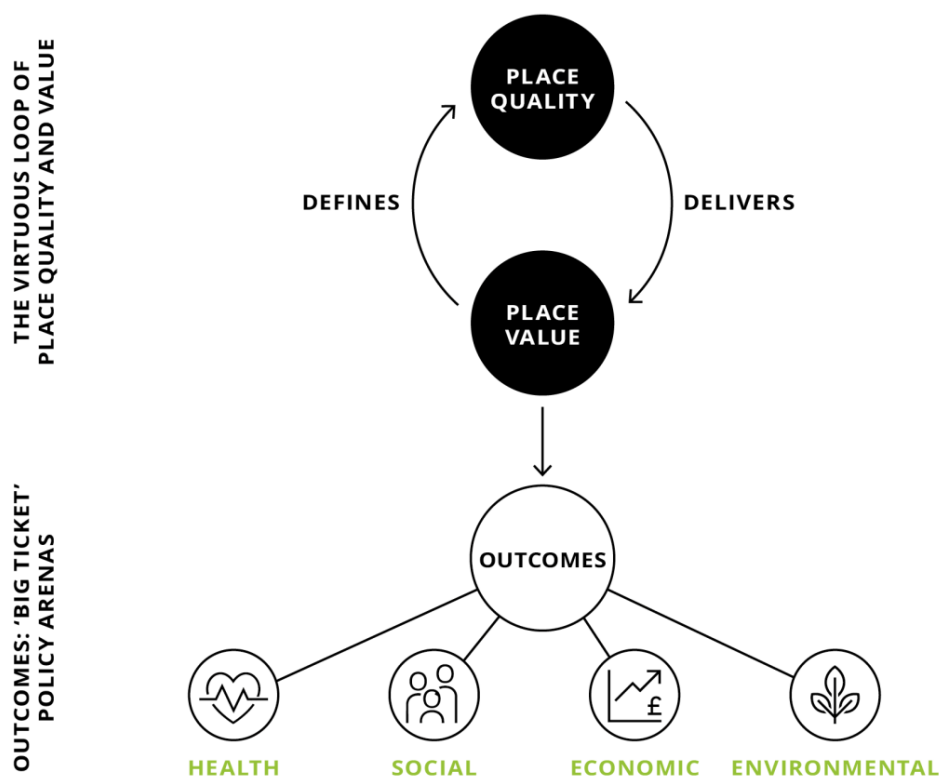 THE VIRTUOUS LOOP OF
PLACE QUALITY AND VALUE
PLACE
QUALITY
DEFINES
DELIVERS
PLACE
VALUE
OUTCOMES: ‘BIG TICKET’
POLICY ARENAS
OUTCOMES
£
HEALTH
SOCIAL
ECONOMIC
ENVIRONMENTAL